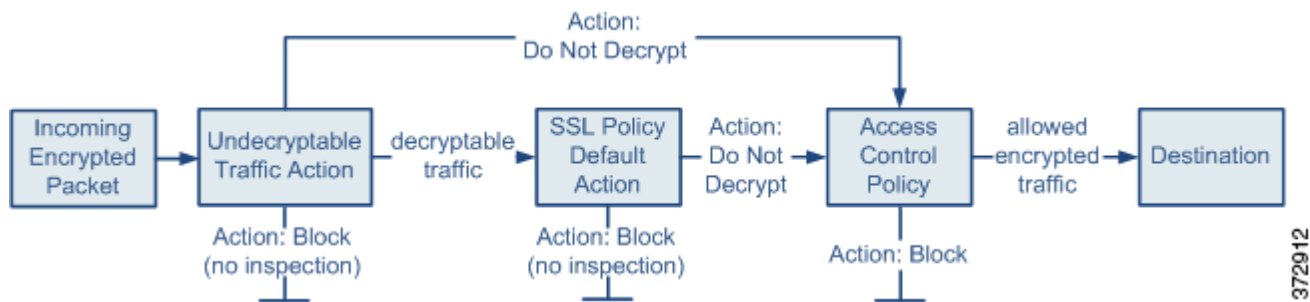 Action:
Do Not Decrypt
Incoming
Encrypted
Packet
Undecryptable
Traffic Action
decryptable
traffic
SSL Policy
Default
Action
Action:
Do Not
Decrypt
Access
Control
Policy
allowed
encrypted
traffic
Destination
Action: Block
(no inspection)
Action: Block
(no inspection)
Action: Block
372912